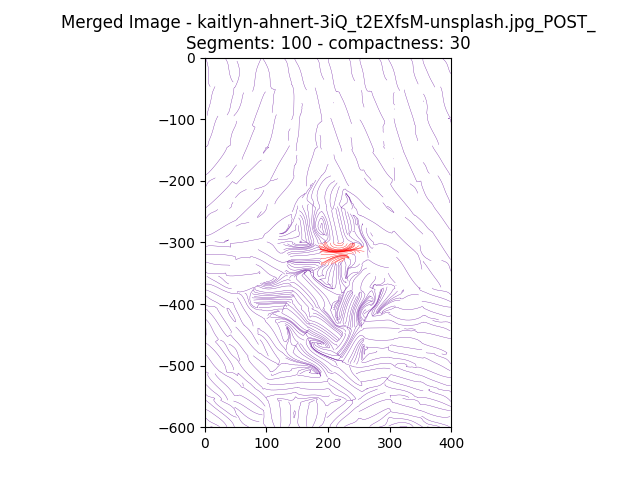 Merged Image - kaitlyn-ahnert-3iQ_t2EXfsM-unsplash.jpg_POST_
Segments: 100 - compactness: 30
0
−100
−200
−300
−400
−500
−600
0 100 200 300 400